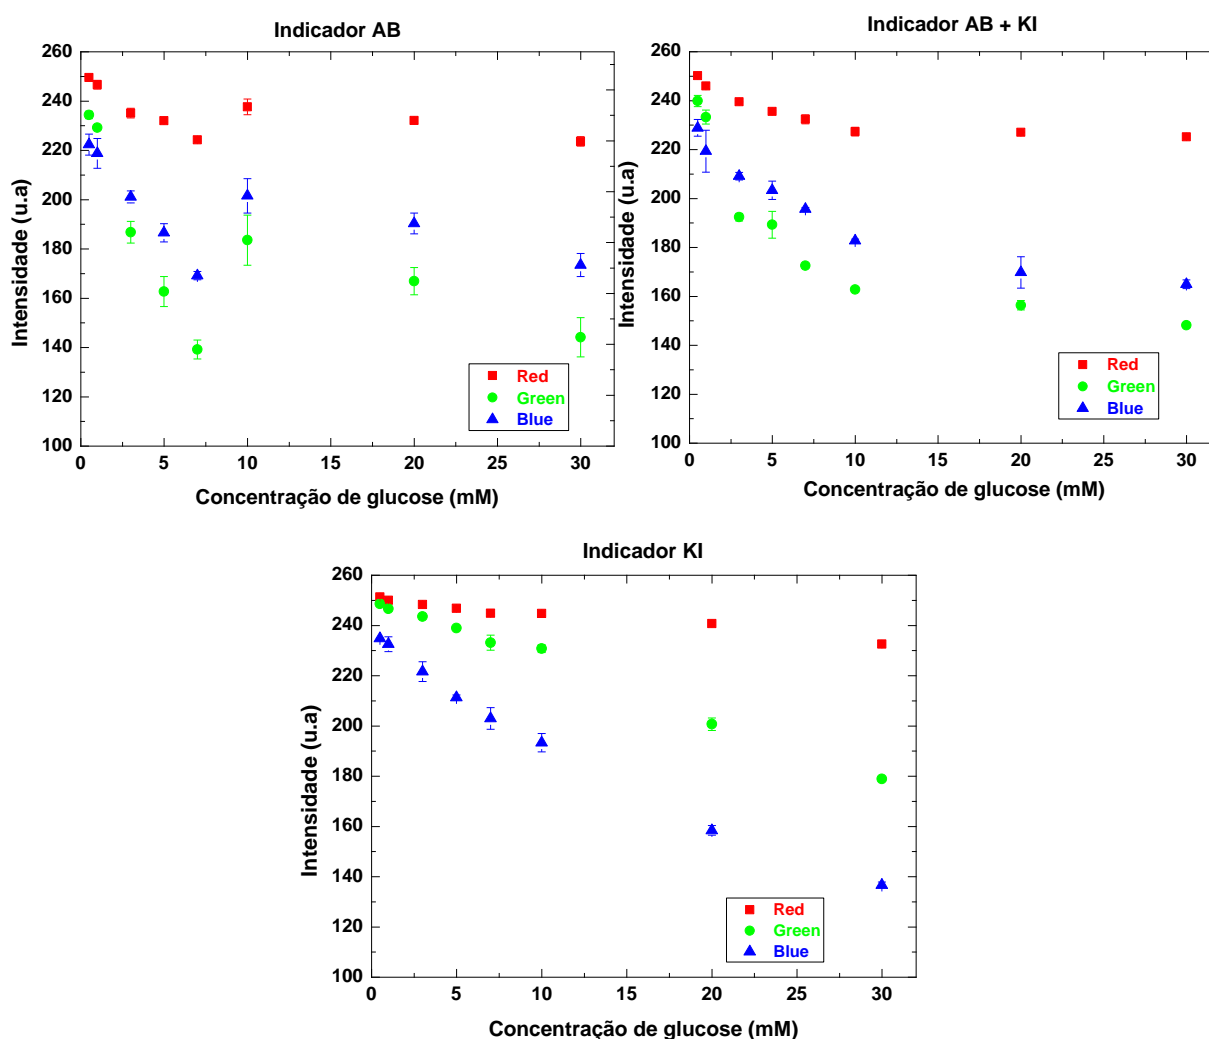 Indicador AB
260
240
220
200
180
160
140
120
100
0
5
10
15
20
25
30
Intensidade (u.a)
Concentração de glucose (mM)
Red
Green
Blue
Indicador AB + KI
260
240
220
200
180
160
140
120
100
0
5
10
15
20
25
30
Intensidade (u.a)
Concentração de glucose (mM)
Red
Green
Blue
Indicador KI
260
240
220
200
180
160
140
120
100
0
5
10
15
20
25
30
Intensidade (u.a)
Concentração de glucose (mM)
Red
Green
Blue